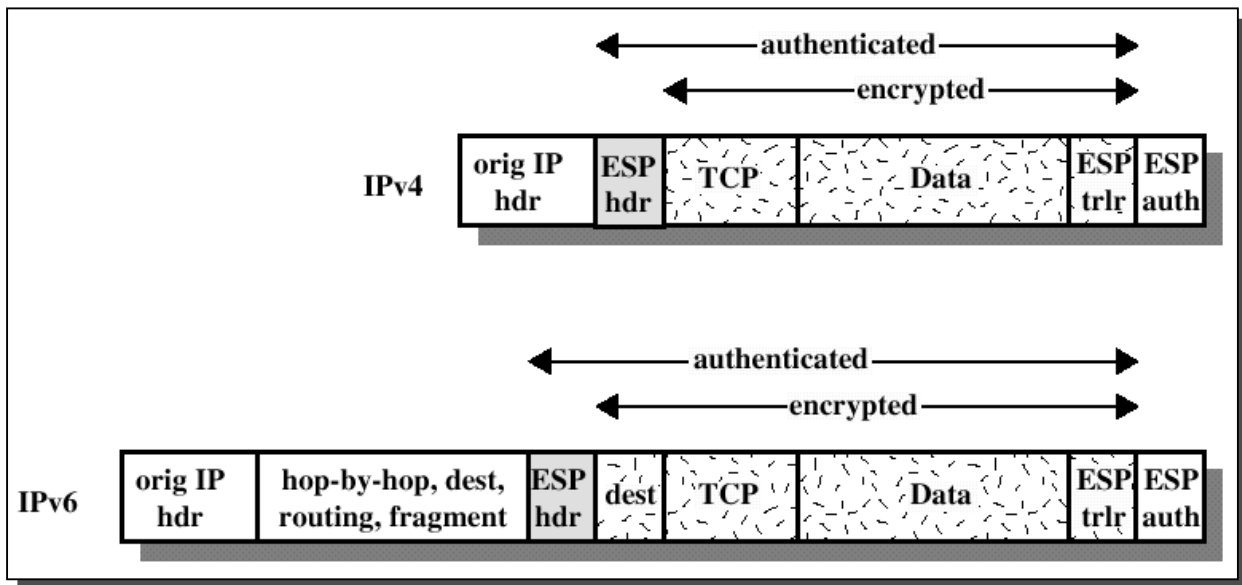 authenticated
encrypted
IPv4
orig IP
hdr
ESP
hdr
TCP
Data
ESP
trlr
ESP
auth
authenticated
encrypted
IPv6
orig IP
hdr
hop-by-hop, dest,
routing, fragment
ESP
hdr
dest
TCP
Data
ESP
trlr
ESP
auth